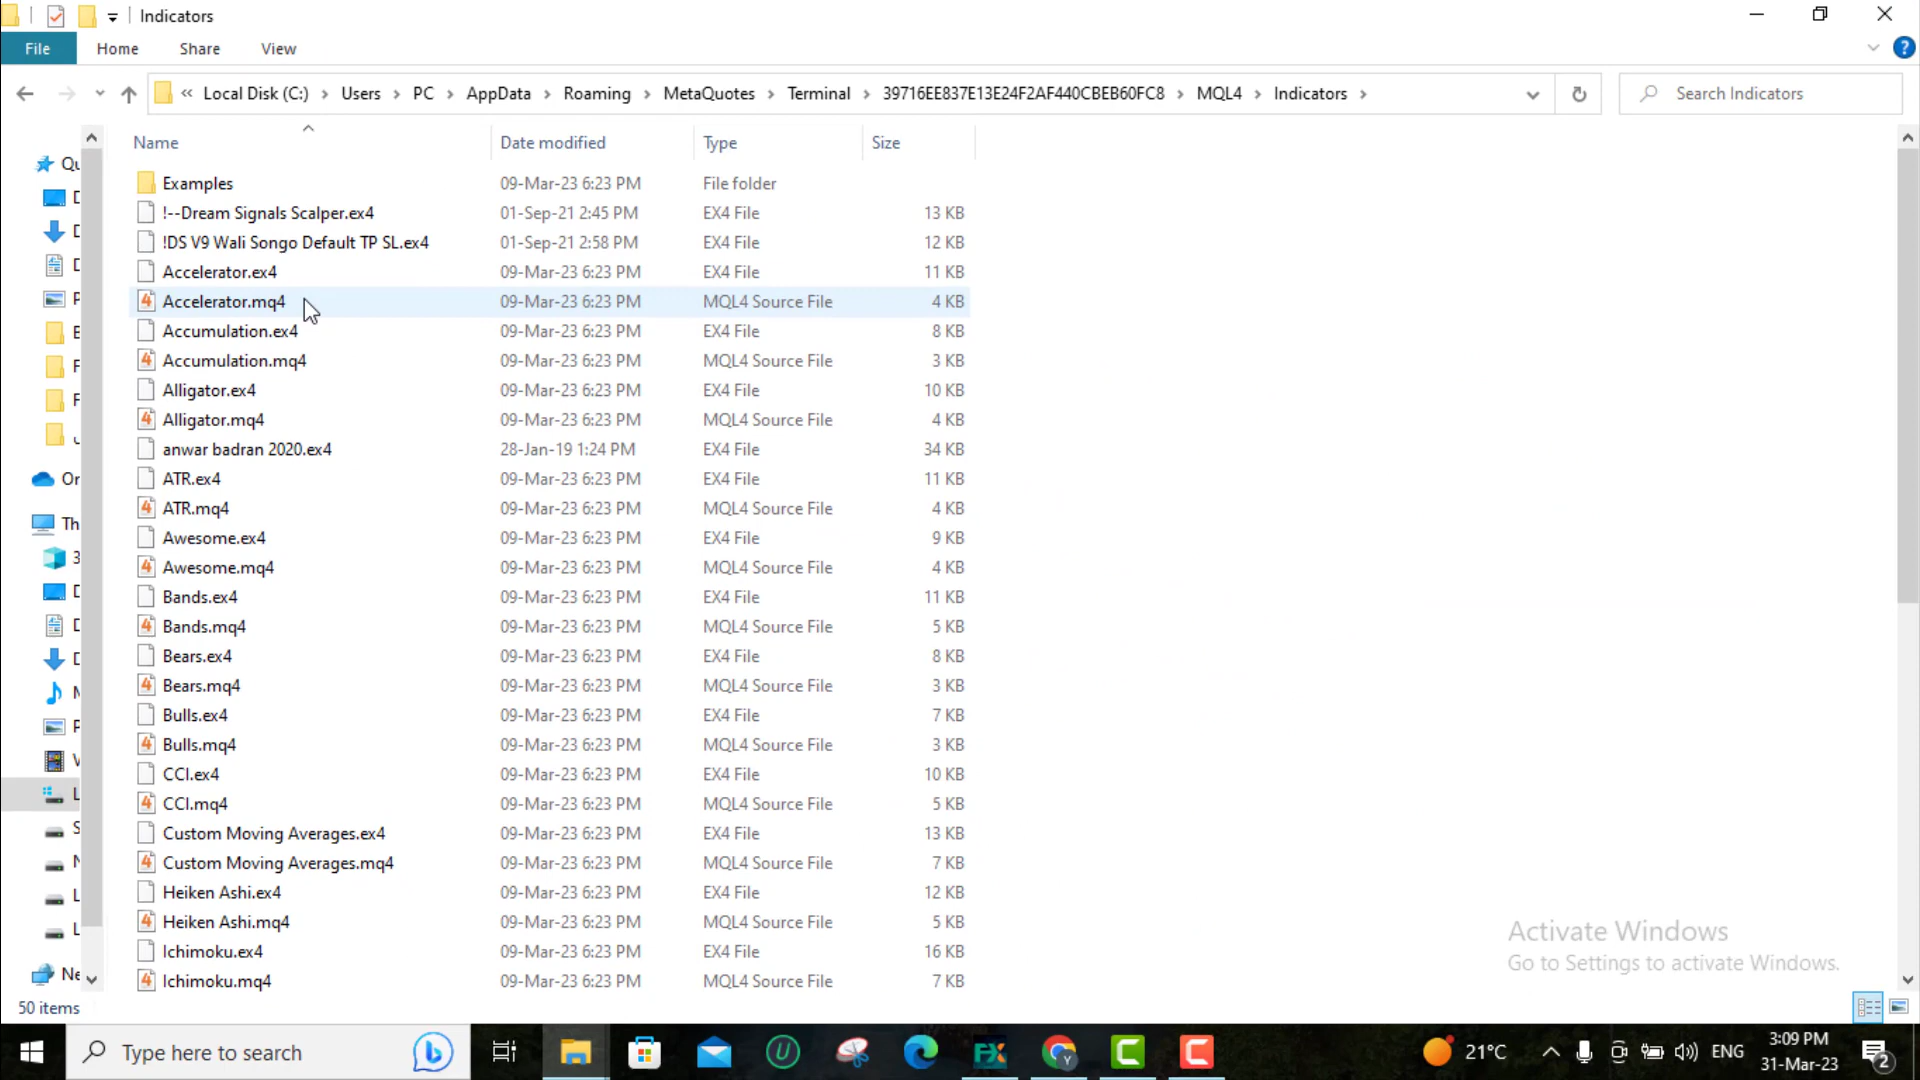 Indicators
File Home Share View
« Local Disk (C:) › Users › PC › AppData › Roaming › MetaQuotes › Terminal › 39716EE837E13E24F2AF440CBEB60FC8 › MQL4 › Indicators ›
Search Indicators
Name Date modified Type Size
Examples 09-Mar-23 6:23 PM File folder
!--Dream Signals Scalper.ex4 01-Sep-21 2:45 PM EX4 File 13 KB
!DS V9 Wali Songo Default TP SL.ex4 01-Sep-21 2:58 PM EX4 File 12 KB
Accelerator.ex4 09-Mar-23 6:23 PM EX4 File 11 KB
Accelerator.mq4 09-Mar-23 6:23 PM MQL4 Source File 4 KB
Accumulation.ex4 09-Mar-23 6:23 PM EX4 File 8 KB
Accumulation.mq4 09-Mar-23 6:23 PM MQL4 Source File 3 KB
Alligator.ex4 09-Mar-23 6:23 PM EX4 File 10 KB
Alligator.mq4 09-Mar-23 6:23 PM MQL4 Source File 4 KB
anwar badran 2020.ex4 28-Jan-19 1:24 PM EX4 File 34 KB
ATR.ex4 09-Mar-23 6:23 PM EX4 File 11 KB
ATR.mq4 09-Mar-23 6:23 PM MQL4 Source File 4 KB
Awesome.ex4 09-Mar-23 6:23 PM EX4 File 9 KB
Awesome.mq4 09-Mar-23 6:23 PM MQL4 Source File 4 KB
Bands.ex4 09-Mar-23 6:23 PM EX4 File 11 KB
Bands.mq4 09-Mar-23 6:23 PM MQL4 Source File 5 KB
Bears.ex4 09-Mar-23 6:23 PM EX4 File 8 KB
Bears.mq4 09-Mar-23 6:23 PM MQL4 Source File 3 KB
Bulls.ex4 09-Mar-23 6:23 PM EX4 File 7 KB
Bulls.mq4 09-Mar-23 6:23 PM MQL4 Source File 3 KB
CCI.ex4 09-Mar-23 6:23 PM EX4 File 10 KB
CCI.mq4 09-Mar-23 6:23 PM MQL4 Source File 5 KB
Custom Moving Averages.ex4 09-Mar-23 6:23 PM EX4 File 13 KB
Custom Moving Averages.mq4 09-Mar-23 6:23 PM MQL4 Source File 7 KB
Heiken Ashi.ex4 09-Mar-23 6:23 PM EX4 File 12 KB
Heiken Ashi.mq4 09-Mar-23 6:23 PM MQL4 Source File 5 KB
Ichimoku.ex4 09-Mar-23 6:23 PM EX4 File 16 KB
Ichimoku.mq4 09-Mar-23 6:23 PM MQL4 Source File 7 KB
Activate Windows
Go to Settings to activate Windows.
50 items
Type here to search
21°C
ENG
3:09 PM
31-Mar-23
2